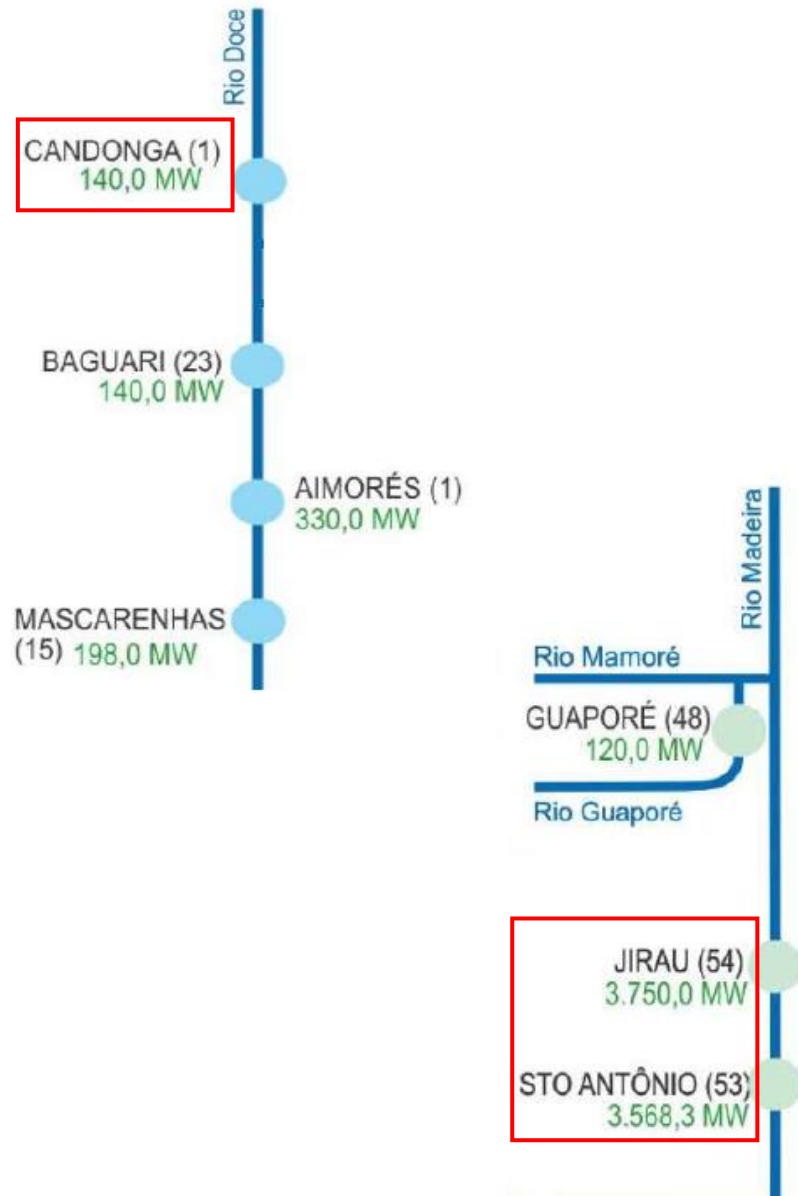 Rio Doce
CANDONGA (1)
140,0 MW
BAGUARI (23)
140,0 MW
AIMORÉS (1)
330,0 MW
MASCARENHAS
(15) 198,0 MW
Rio Madeira
Rio Mamoré
GUAPORÉ (48)
120,0 MW
Rio Guaporé
JIRAU (54)
3.750,0 MW
STO ANTÔNIO (53)
3.568,3 MW